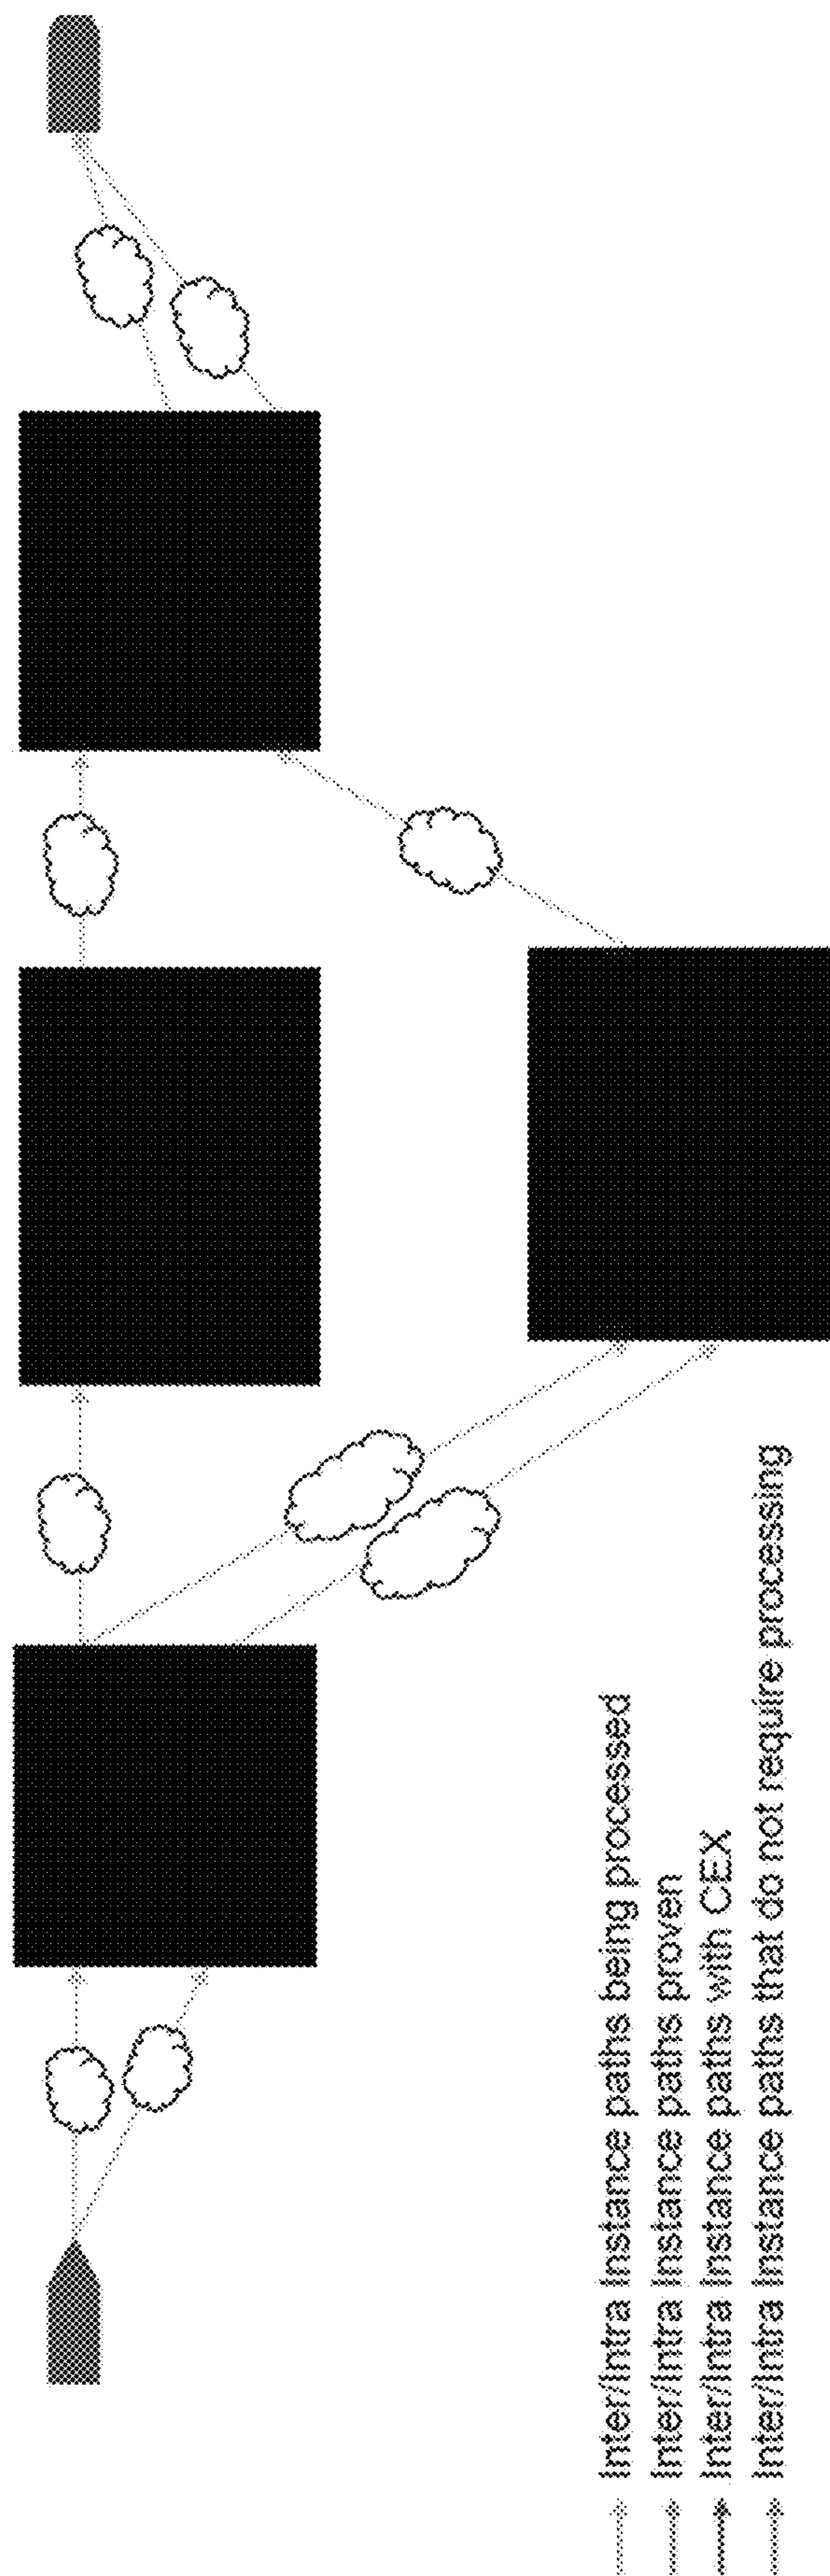 Inter/Intra Instance paths being processed
Inter/Intra Instance paths proven
Inter/Intra Instance paths with CEX
Inter/Intra Instance paths that do not require processing